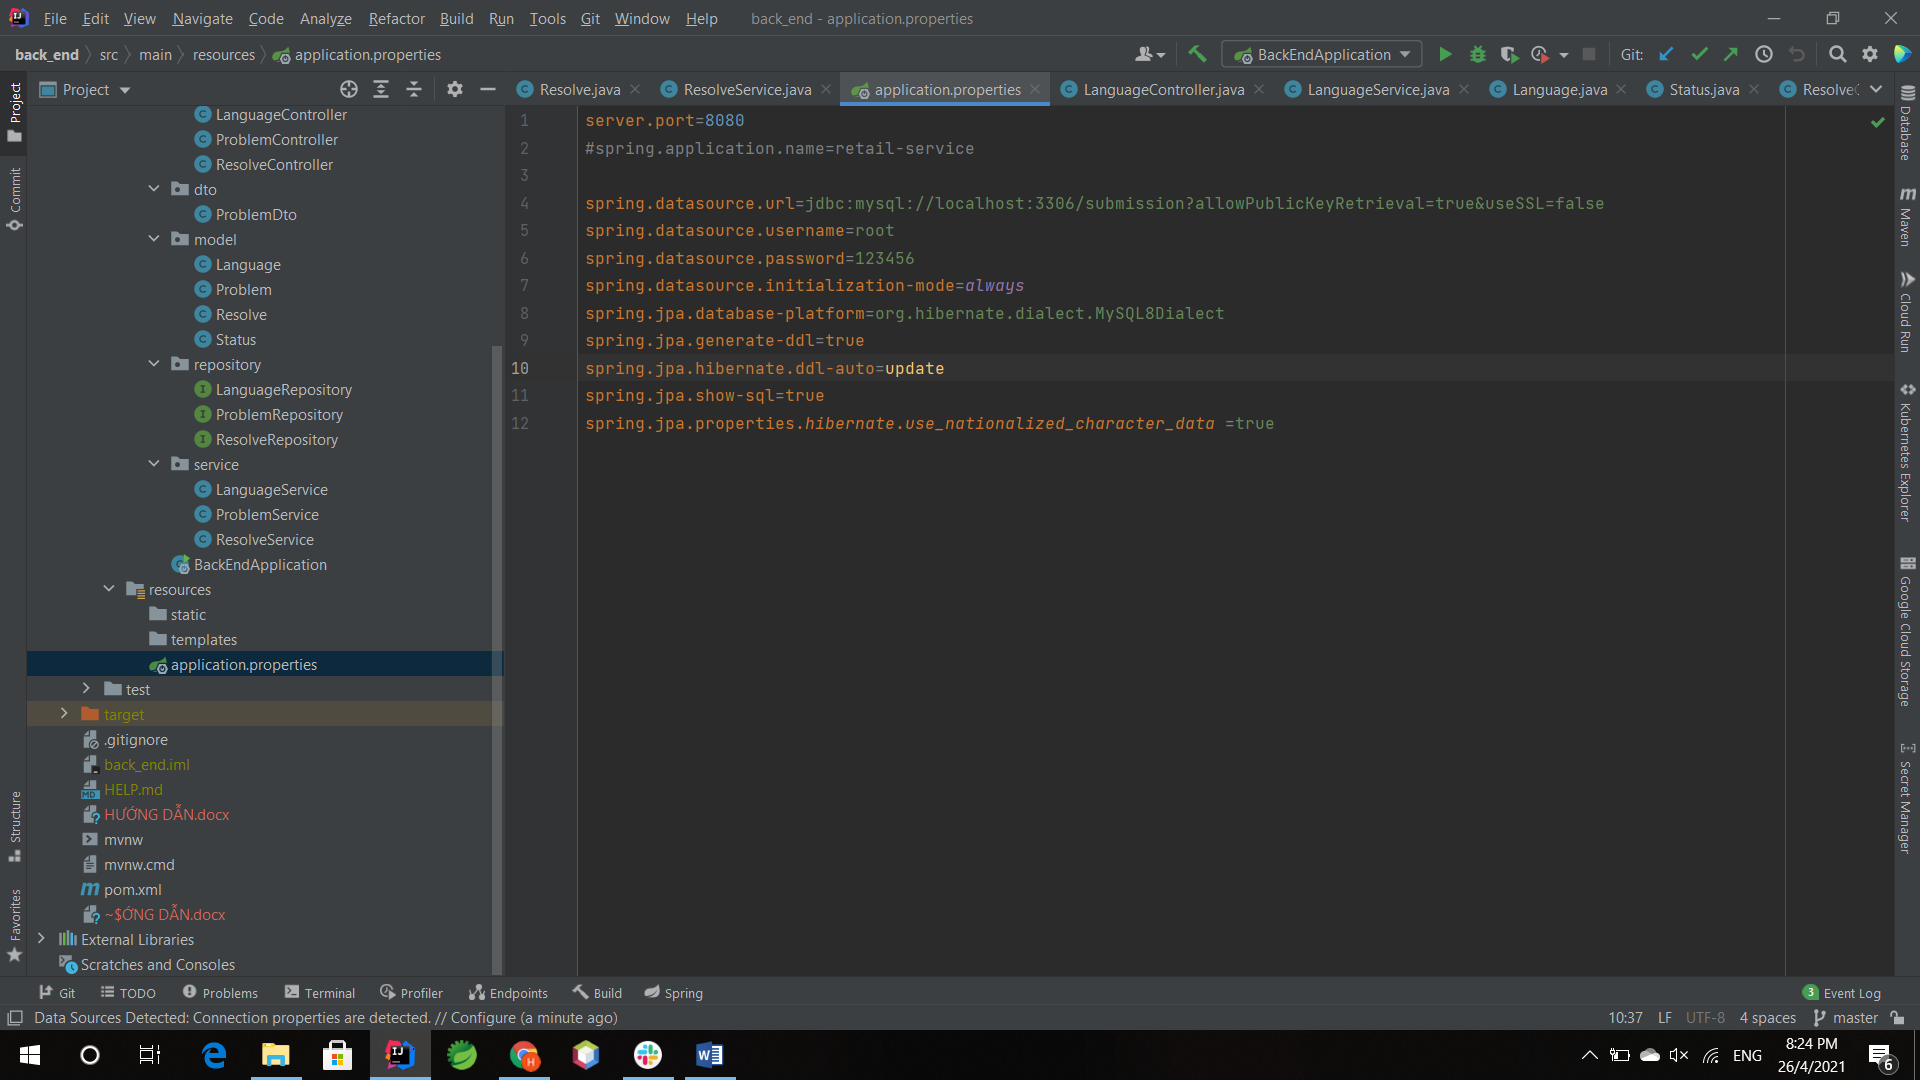 File Edit View Navigate Code Analyze Refactor Build Run Tools Git Window Help back_end - application.properties
back_end src main resources application.properties BackEndApplication Git:
Project
Resolve.java ResolveService.java application.properties LanguageController.java LanguageService.java Language.java Status.java ResolveC
Project
Commit
Structure
Favorites
LanguageController
ProblemController
ResolveController
dto
ProblemDto
model
Language
Problem
Resolve
Status
repository
LanguageRepository
ProblemRepository
ResolveRepository
service
LanguageService
ProblemService
ResolveService
BackEndApplication
resources
static
templates
application.properties
test
target
.gitignore
back_end.iml
HELP.md
HƯỚNG DẪN.docx
mvnw
mvnw.cmd
pom.xml
~$ỚNG DẪN.docx
External Libraries
Scratches and Consoles
1 server.port=8080
2 #spring.application.name=retail-service
3
4 spring.datasource.url=jdbc:mysql://localhost:3306/submission?allowPublicKeyRetrieval=true&useSSL=false
5 spring.datasource.username=root
6 spring.datasource.password=123456
7 spring.datasource.initialization-mode=always
8 spring.jpa.database-platform=org.hibernate.dialect.MySQL8Dialect
9 spring.jpa.generate-ddl=true
10 spring.jpa.hibernate.ddl-auto=update
11 spring.jpa.show-sql=true
12 spring.jpa.properties.hibernate.use_nationalized_character_data =true
Database
Maven
Cloud Run
Kubernetes Explorer
Google Cloud Storage
Secret Manager
Git TODO Problems Terminal Profiler Endpoints Build Spring 3 Event Log
Data Sources Detected: Connection properties are detected. // Configure (a minute ago) 10:37 LF UTF-8 4 spaces master
ENG 8:24 PM
26/4/2021 6